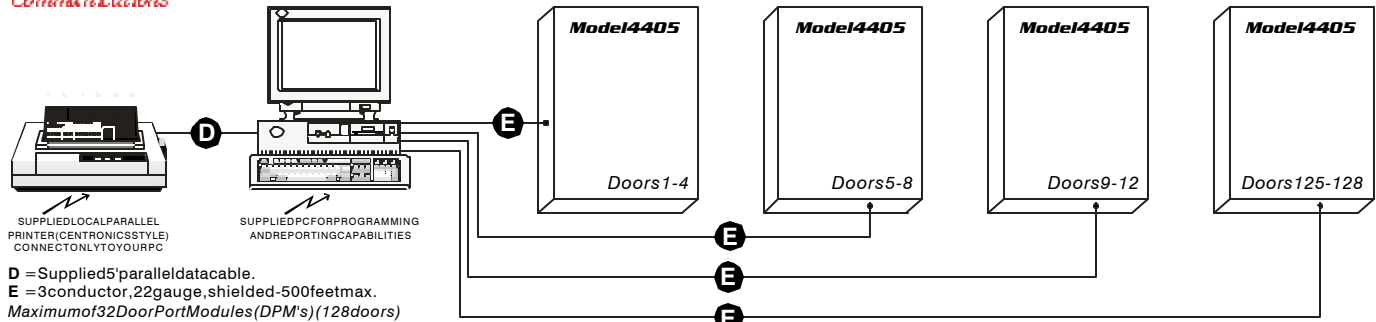 Model4405
Model4405
Model4405
Model4405
D
E
Doors1-4
Doors5-8
Doors9-12
Doors125-128
SUPPLIEDLOCALPARALLEL
PRINTER(CENTRONICSSTYLE)
CONNECTONLYTOYOURPC
SUPPLIEDPCFORPROGRAMMING
ANDREPORTINGCAPABILITIES
E
D =Supplied5'paralleldatacable.
E
E =3conductor,22gauge,shielded-500feetmax.
Maximumof32DoorPortModules(DPM's)(128doors)
E